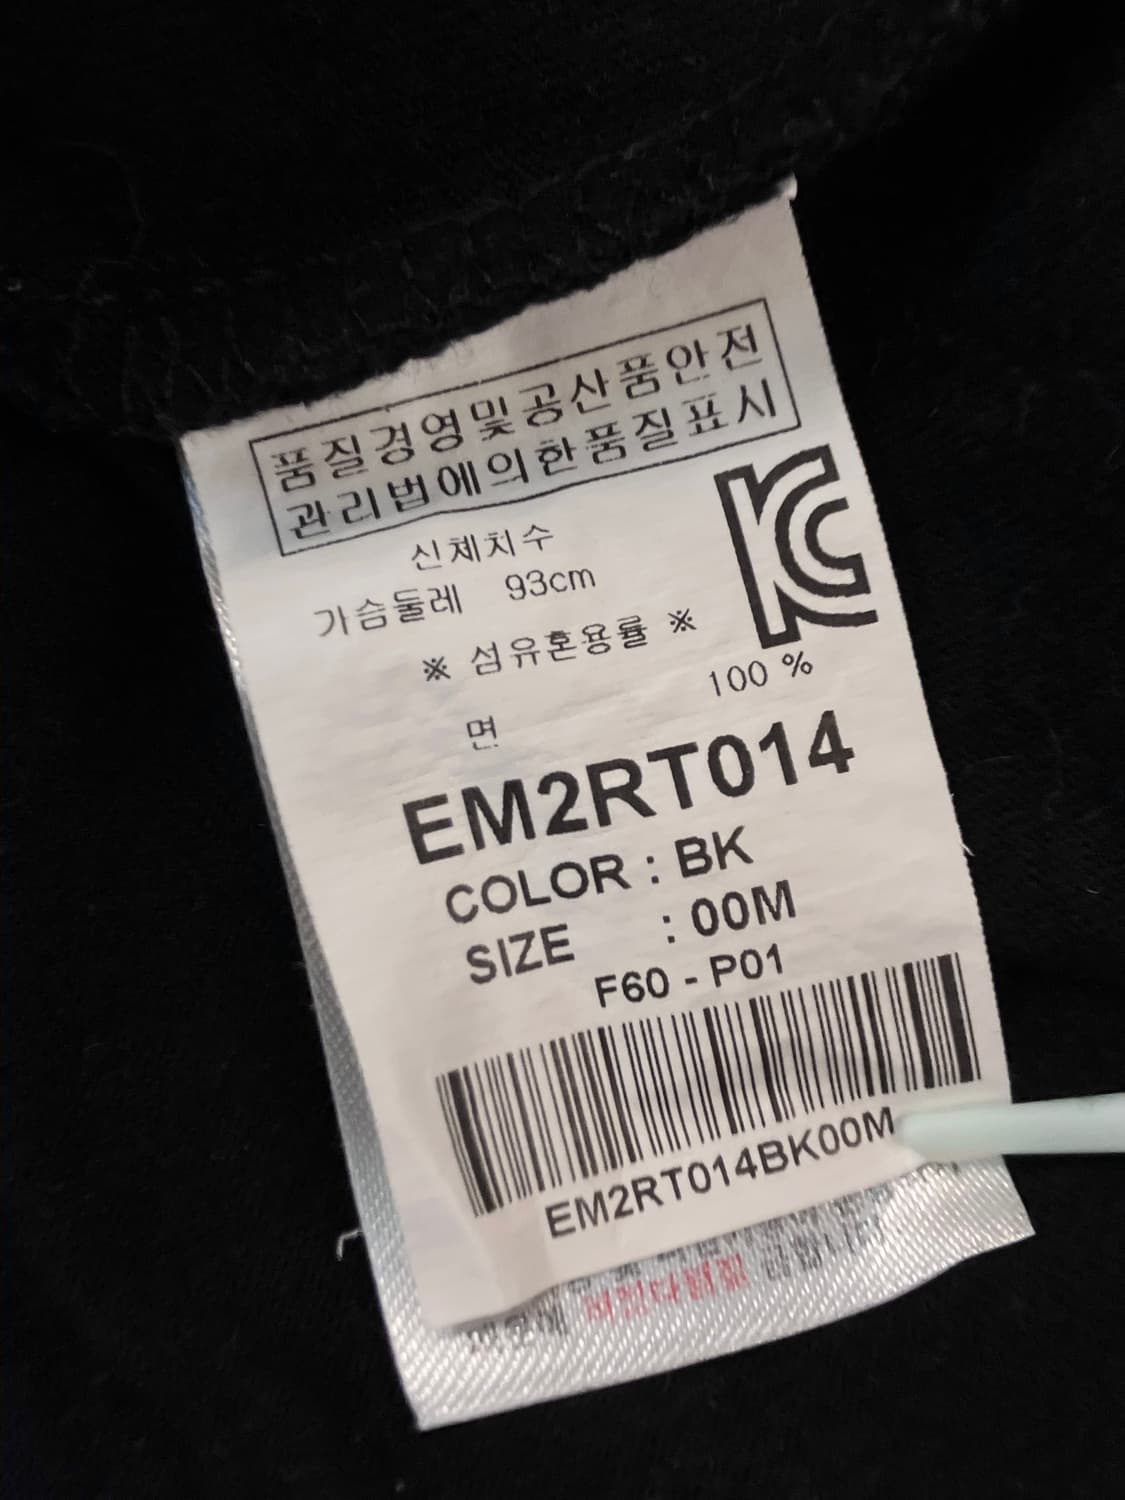 품질경영및공산품안전
관리법에의한품질표시
KC
신체치수
가슴둘레 93cm
※ 섬유혼용률 ※
면 100 %
EM2RT014
COLOR : BK
SIZE : 00M
F60 - P01
EM2RT014BK00M